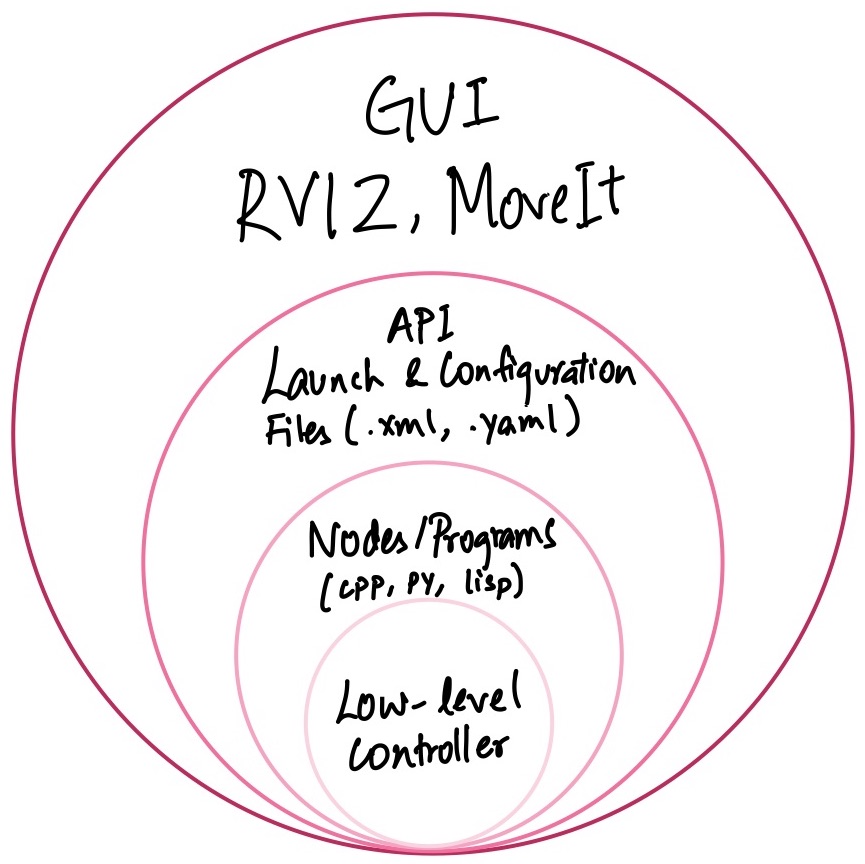 GUI
RVIZ, MoveIt
API
Launch & Configuration
Files (.xml, .yaml)
Nodes/Programs
(cpp, py, lisp)
Low-level
Controller